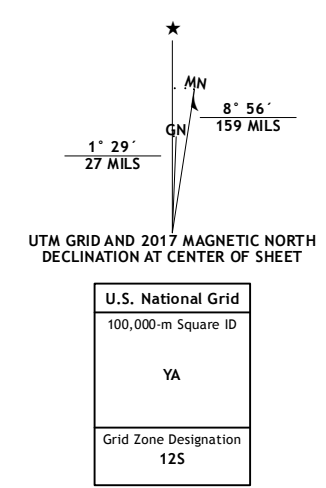 MN
8° 56´
159 MILS
GN
1° 29´
27 MILS
UTM GRID AND 2017 MAGNETIC NORTH
DECLINATION AT CENTER OF SHEET
U.S. National Grid
100,000-m Square ID
YA
Grid Zone Designation
12S